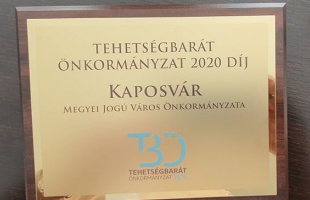 TEHETSÉGBARÁT
ÖNKORMÁNYZAT 2020 DÍJ
KAPOSVÁR
MEGYEI JOGÚ VÁROS ÖNKORMÁNYZATA
TBÖ
TEHETSÉGBARÁT
ÖNKORMÁNYZAT